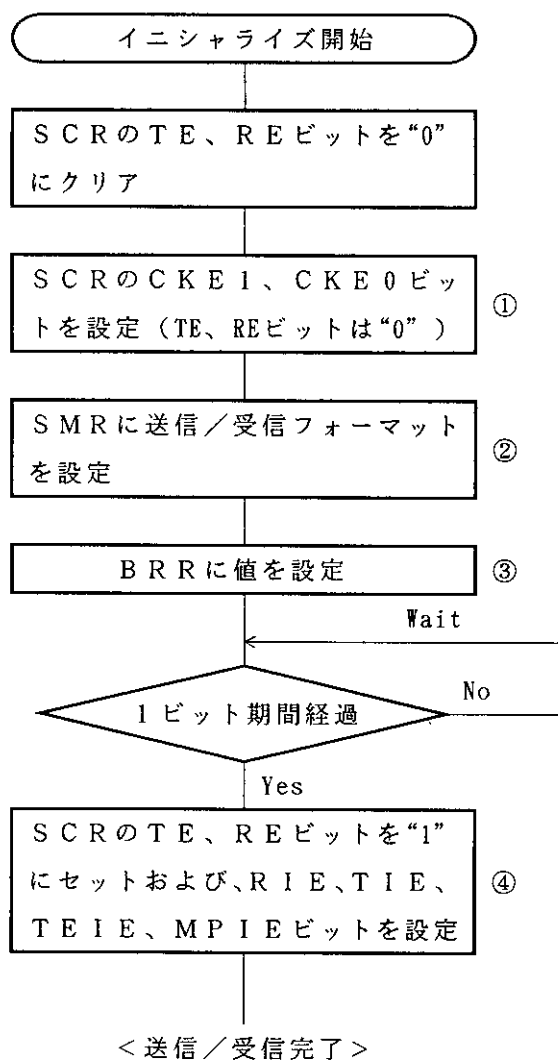 イニシャライズ開始
SCRのTE、REビットを“0”
にクリア
SCRのCKE1、CKE0ビッ
トを設定（TE、REビットは“0”）
①
SMRに送信／受信フォーマット
を設定
②
BRRに値を設定
③
Wait
1ビット期間経過
No
Yes
SCRのTE、REビットを“1”
にセットおよび、RIE、TIE、
TEIE、MPIEビットを設定
④
＜送信／受信完了＞